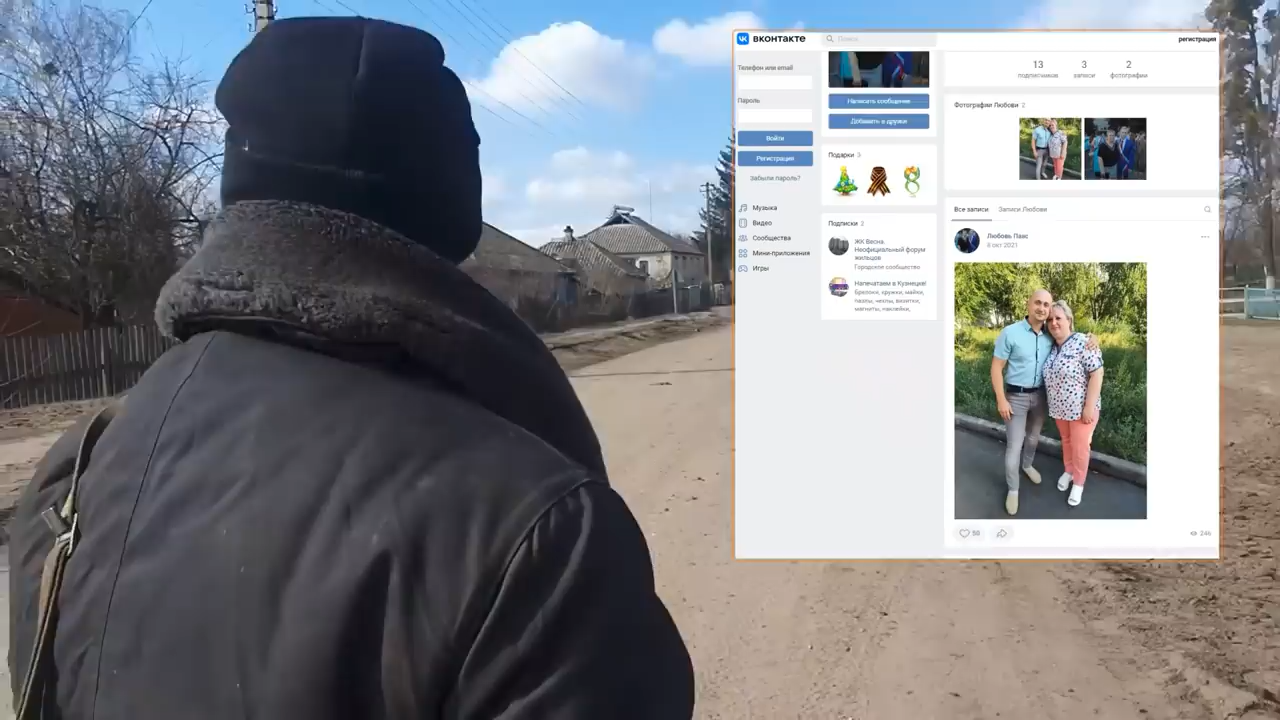 вконтакте
Поиск
регистрация
Телефон или email
Пароль
Войти
Регистрация
Забыли пароль?
Музыка
Видео
Сообщества
Мини-приложения
Игры
Написать сообщение
Добавить в друзья
Подарки 3
Подписки 2
ЖК Весна.
Неофициальный форум
жильцов
Городское сообщество
Напечатаем в Кузнецке!
Брелоки, кружки, майки,
пазлы, чехлы, визитки,
магниты, наклейки,
13
подписчиков
3
записи
2
фотографии
Фотографии Любови 2
Все записи
Записи Любови
Любовь Паас
8 окт 2021
50
246